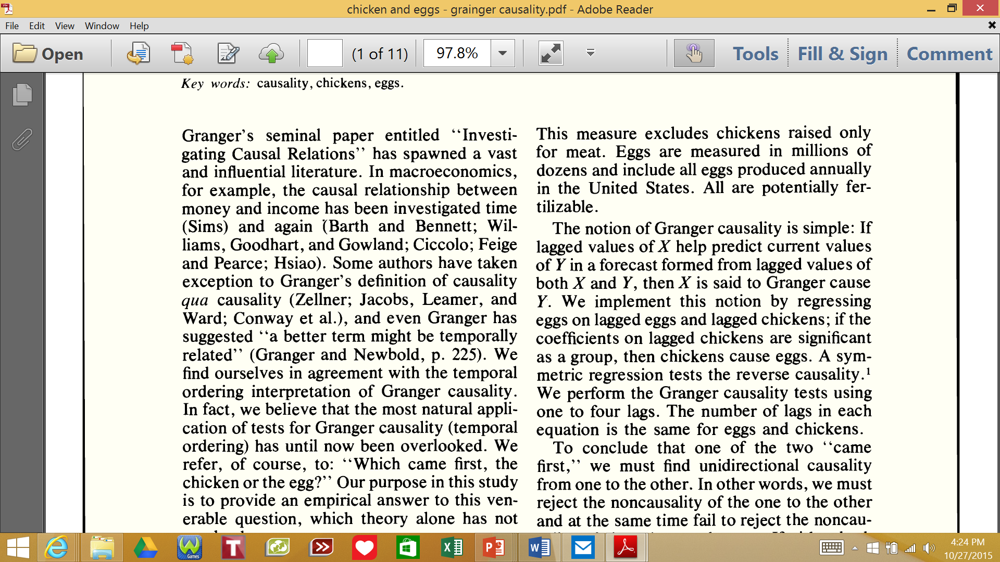 chicken and eggs - grainger causality.pdf - Adobe Reader
File Edit View Window Help
Open
(1 of 11)
97.8%
Tools
Fill & Sign
Comment
Key words: causality, chickens, eggs.
Granger's seminal paper entitled ‘‘Investi-
gating Causal Relations’’ has spawned a vast
and influential literature. In macroeconomics,
for example, the causal relationship between
money and income has been investigated time
(Sims) and again (Barth and Bennett; Wil-
liams, Goodhart, and Gowland; Ciccolo; Feige
and Pearce; Hsiao). Some authors have taken
exception to Granger's definition of causality
qua causality (Zellner; Jacobs, Leamer, and
Ward; Conway et al.), and even Granger has
suggested ‘‘a better term might be temporally
related’’ (Granger and Newbold, p. 225). We
find ourselves in agreement with the temporal
ordering interpretation of Granger causality.
In fact, we believe that the most natural appli-
cation of tests for Granger causality (temporal
ordering) has until now been overlooked. We
refer, of course, to: ‘‘Which came first, the
chicken or the egg?’’ Our purpose in this study
is to provide an empirical answer to this ven-
erable question, which theory alone has not
This measure excludes chickens raised only
for meat. Eggs are measured in millions of
dozens and include all eggs produced annually
in the United States. All are potentially fer-
tilizable.
The notion of Granger causality is simple: If
lagged values of X help predict current values
of Y in a forecast formed from lagged values of
both X and Y, then X is said to Granger cause
Y. We implement this notion by regressing
eggs on lagged eggs and lagged chickens; if the
coefficients on lagged chickens are significant
as a group, then chickens cause eggs. A sym-
metric regression tests the reverse causality.¹
We perform the Granger causality tests using
one to four lags. The number of lags in each
equation is the same for eggs and chickens.
To conclude that one of the two ‘‘came
first,’’ we must find unidirectional causality
from one to the other. In other words, we must
reject the noncausality of the one to the other
and at the same time fail to reject the noncau-
Games
4:24 PM
10/27/2015